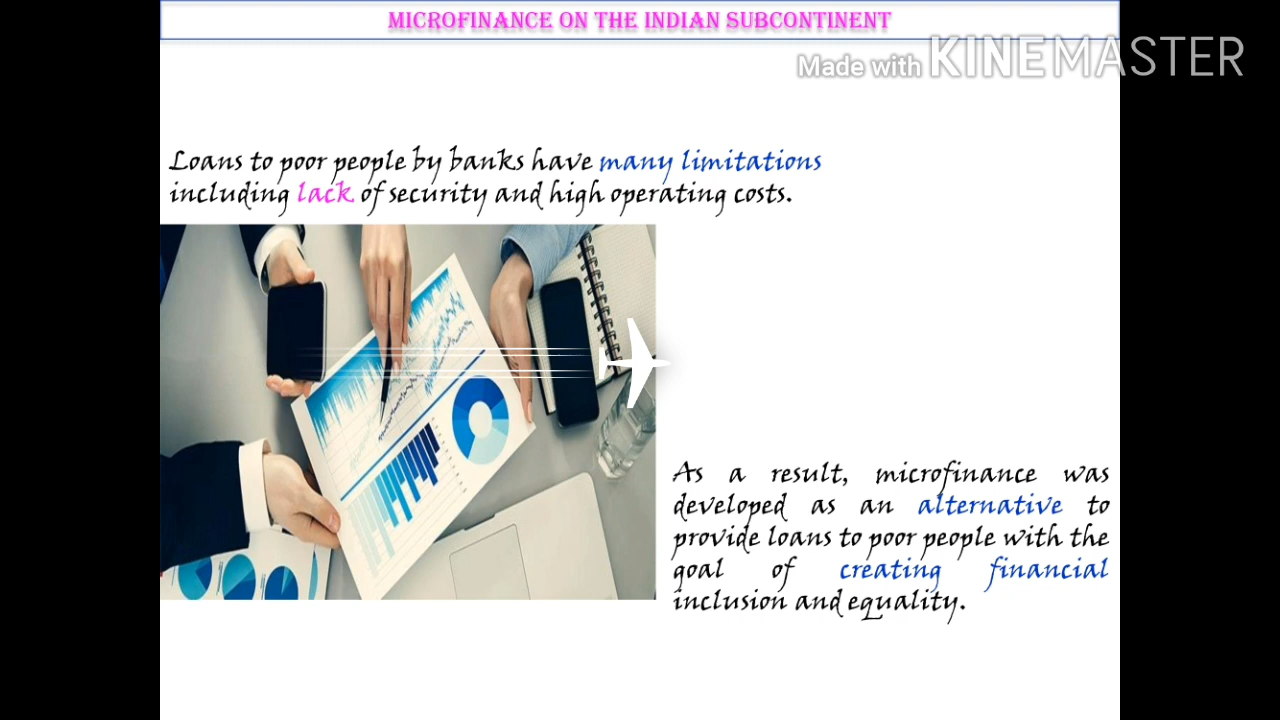 MICROFINANCE ON THE INDIAN SUBCONTINENT
Made with KINEMASTER
Loans to poor people by banks have many limitations
including lack of security and high operating costs.
As a result, microfinance was
developed as an alternative to
provide loans to poor people with the
goal of creating financial
inclusion and equality.